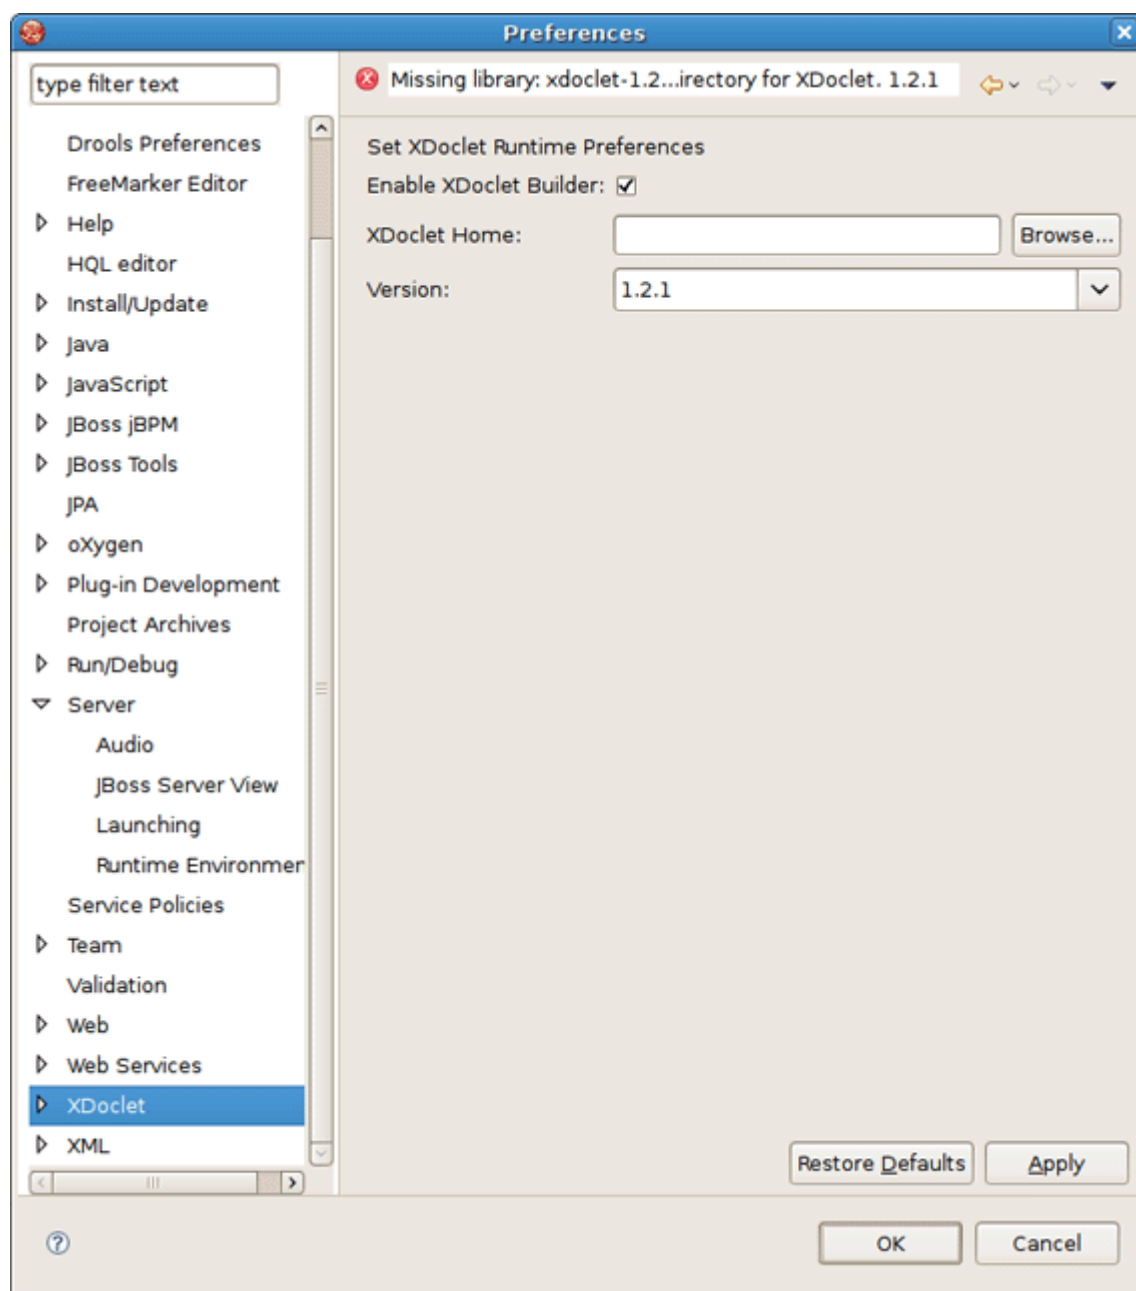 Preferences
type filter text
Missing library: xdoclet-1.2...irectory for XDoclet. 1.2.1
Drools Preferences
FreeMarker Editor
Help
HQL editor
Install/Update
Java
JavaScript
JBoss jBPM
JBoss Tools
JPA
oXygen
Plug-in Development
Project Archives
Run/Debug
Server
Audio
JBoss Server View
Launching
Runtime Environmen
Service Policies
Team
Validation
Web
Web Services
XDoclet
XML
Set XDoclet Runtime Preferences
Enable XDoclet Builder:
XDoclet Home:
Browse...
Version:
1.2.1
Restore Defaults
Apply
OK
Cancel